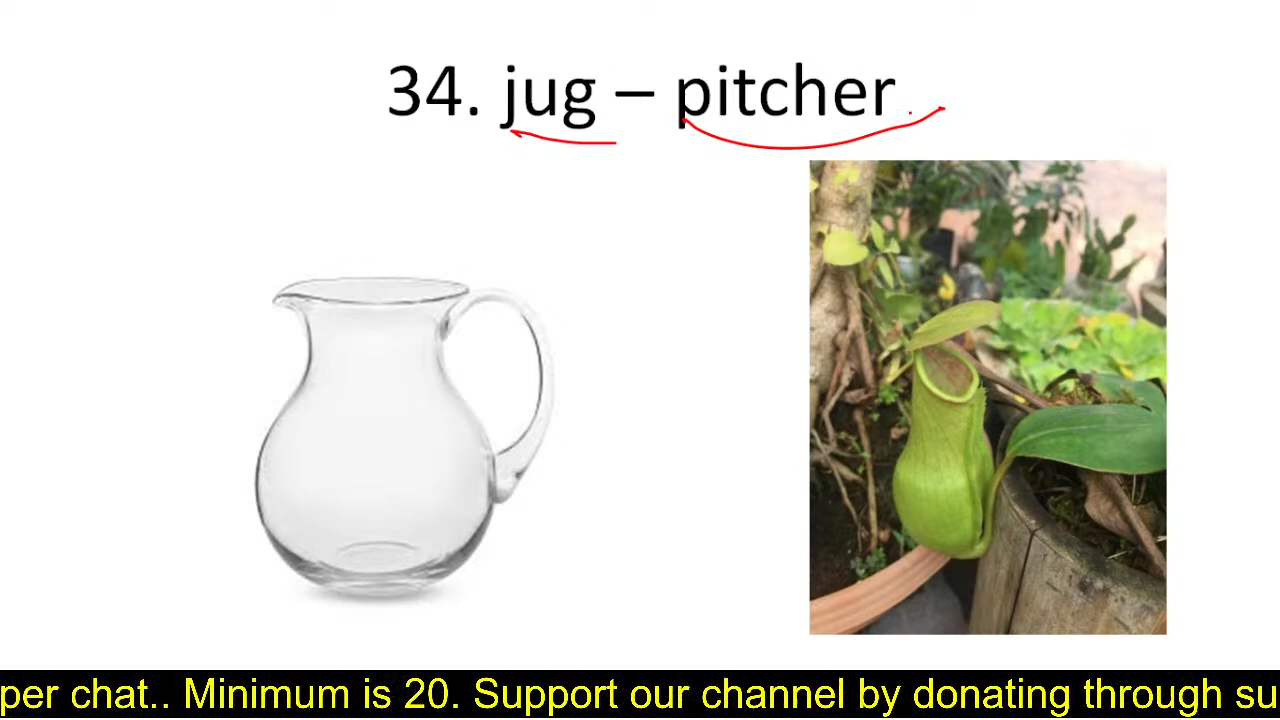 34. jug – pitcher
per chat.. Minimum is 20. Support our channel by donating through su